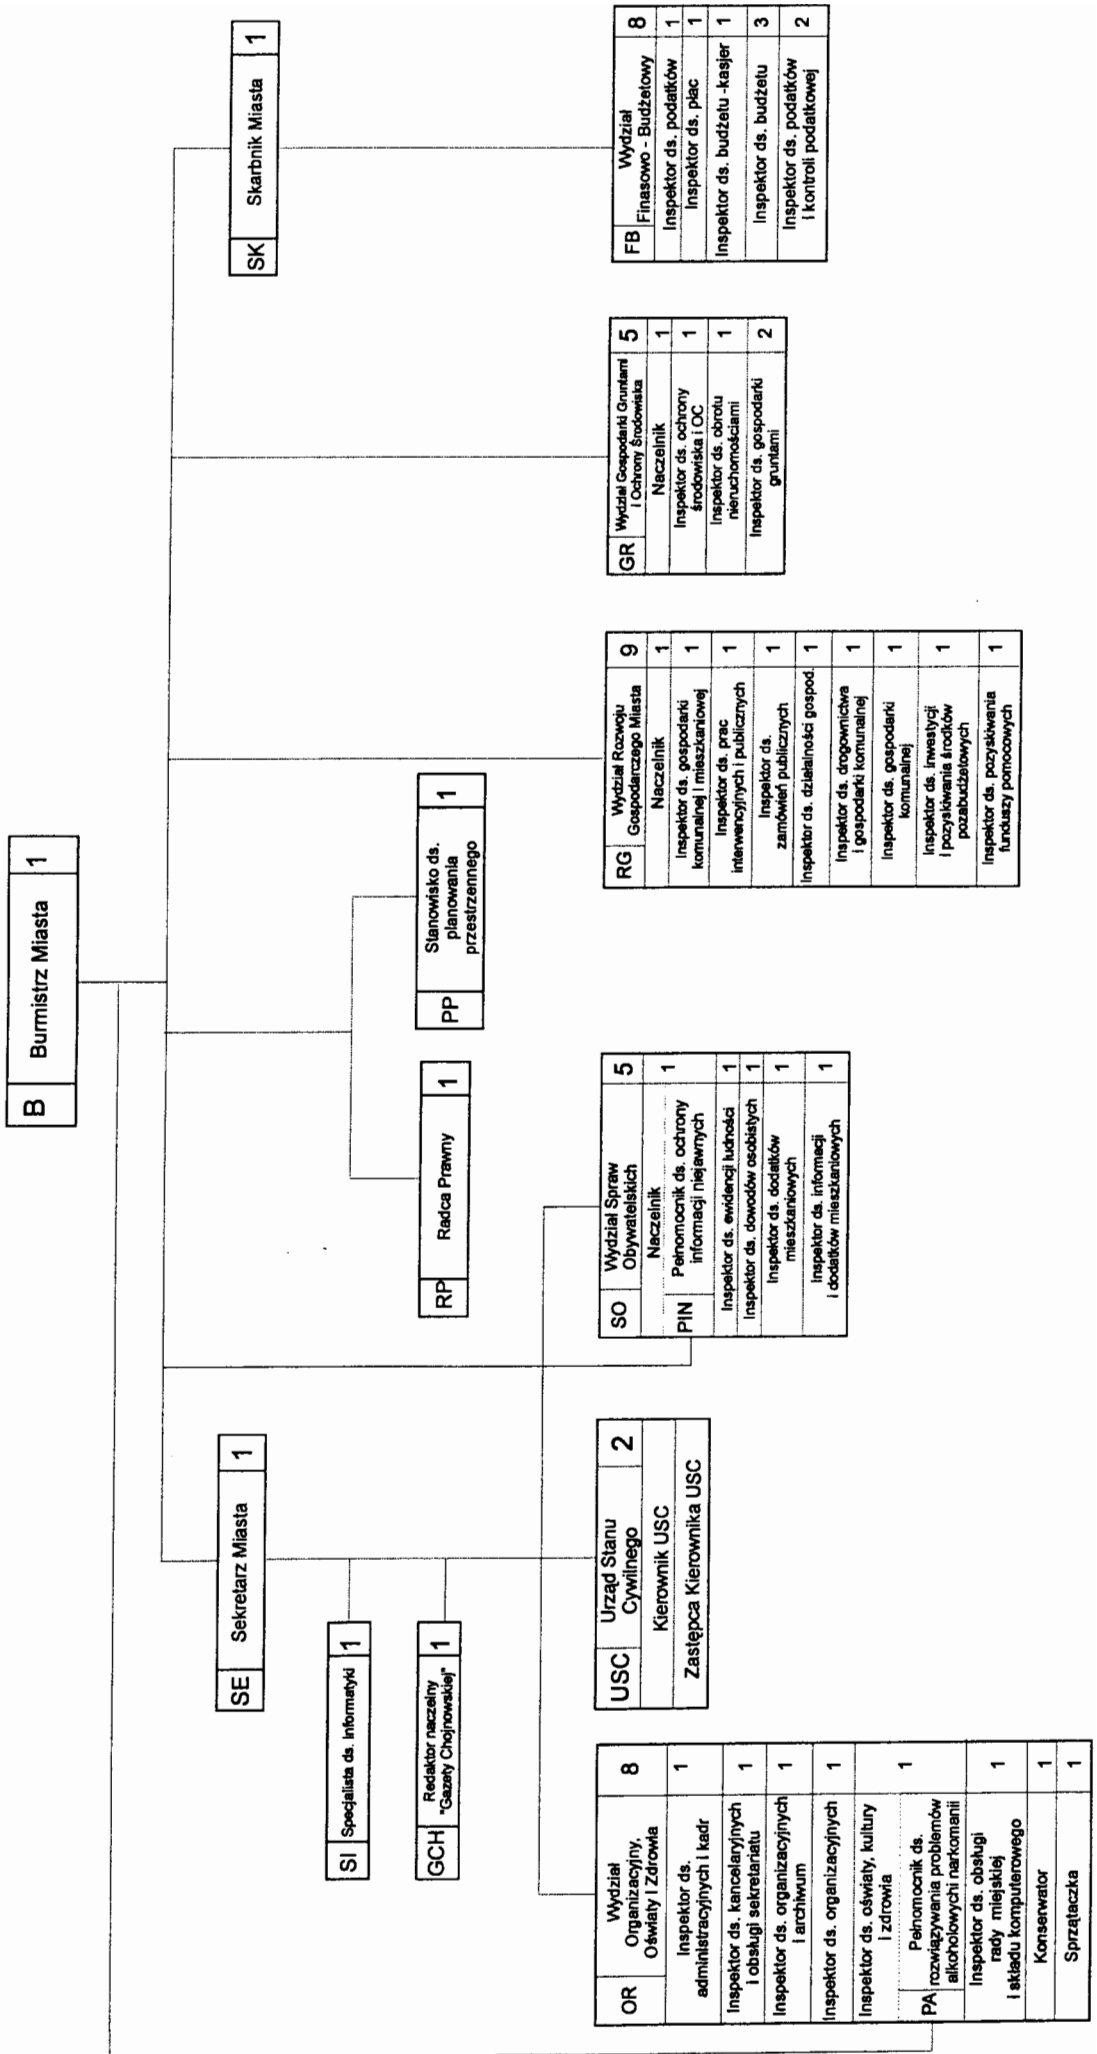 B
Burmistrz Miasta
1
SE
Sekretarz Miasta
1
SK
Skarbnik Miasta
1
SI
Specjalista ds. informatyki
1
GCH
Redaktor naczelny
"Gazety Chojnowskiej"
1
RP
Radca Prawny
1
PP
Stanowisko ds.
planowania
przestrzennego
1
OR
Wydział
Organizacyjny,
Oświaty i Zdrowia
8
Inspektor ds.
administracyjnych i kadr
1
Inspektor ds. kancelaryjnych
i obsługi sekretariatu
1
Inspektor ds. organizacyjnych
i archiwum
1
Inspektor ds. organizacyjnych
1
Inspektor ds. oświaty, kultury
i zdrowia
1
PA
Pełnomocnik ds.
rozwiązywania problemów
alkoholowychi narkomanii
Inspektor ds. obsługi
rady miejskiej
i składu komputerowego
1
Konserwator
1
Sprzątaczka
1
USC
Urząd Stanu
Cywilnego
2
Kierownik USC
Zastępca Kierownika USC
SO
Wydział Spraw
Obywatelskich
5
Naczelnik
1
PIN
Pełnomocnik ds. ochrony
informacji niejawnych
Inspektor ds. ewidencji ludności
1
Inspektor ds. dowodów osobistych
1
Inspektor ds. dodatków
mieszkaniowych
1
Inspektor ds. informacji
i dodatków mieszkaniowych
1
RG
Wydział Rozwoju
Gospodarczego Miasta
9
Naczelnik
1
Inspektor ds. gospodarki
komunalnej i mieszkaniowej
1
Inspektor ds. prac
interwencyjnych i publicznych
1
Inspektor ds.
zamówień publicznych
1
Inspektor ds. działalności gospod.
1
Inspektor ds. drogownictwa
i gospodarki komunalnej
1
Inspektor ds. gospodarki
komunalnej
1
Inspektor ds. inwestycji
i pozyskiwania środków
pozabudżetowych
1
Inspektor ds. pozyskiwania
funduszy pomocowych
1
GR
Wydział Gospodarki Gruntami
i Ochrony Środowiska
5
Naczelnik
1
Inspektor ds. ochrony
środowiska i OC
1
Inspektor ds. obrotu
nieruchomościami
1
Inspektor ds. gospodarki
gruntami
2
FB
Wydział
Finasowo - Budżetowy
8
Inspektor ds. podatków
1
Inspektor ds. płac
1
Inspektor ds. budżetu -kasjer
1
Inspektor ds. budżetu
3
Inspektor ds. podatków
i kontroli podatkowej
2